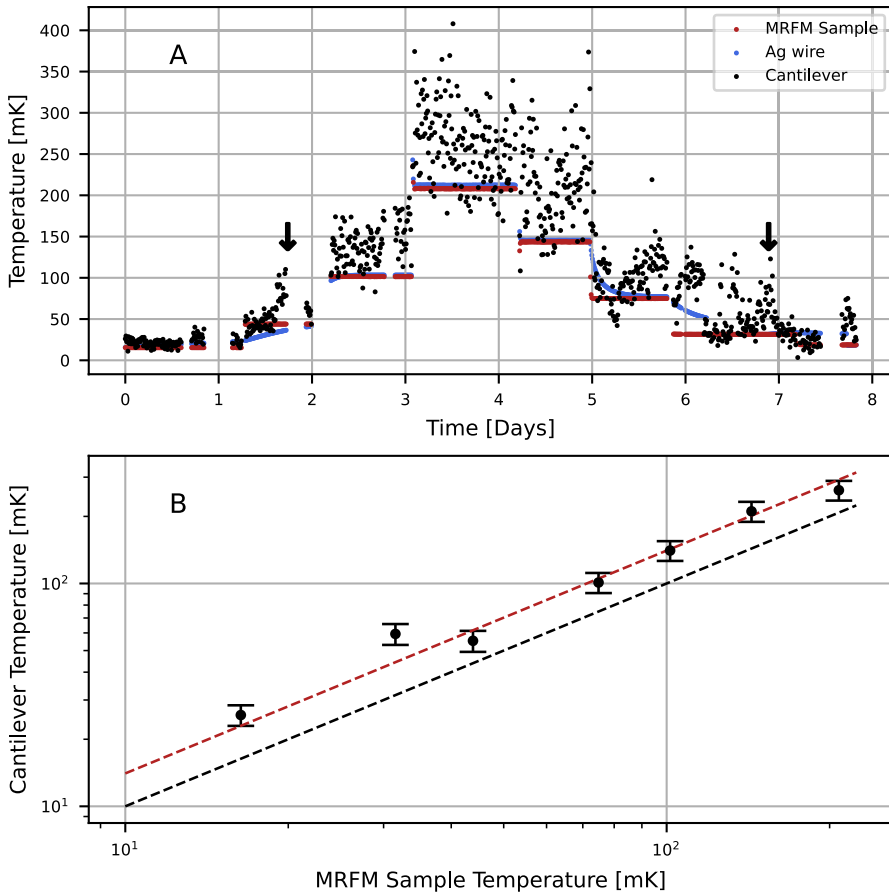 A
MRFM Sample
Ag wire
Cantilever
Temperature [mK]
400
350
300
250
200
150
100
50
0
0 1 2 3 4 5 6 7 8
Time [Days]
B
Cantilever Temperature [mK]
10²
10¹
10¹ 10²
MRFM Sample Temperature [mK]